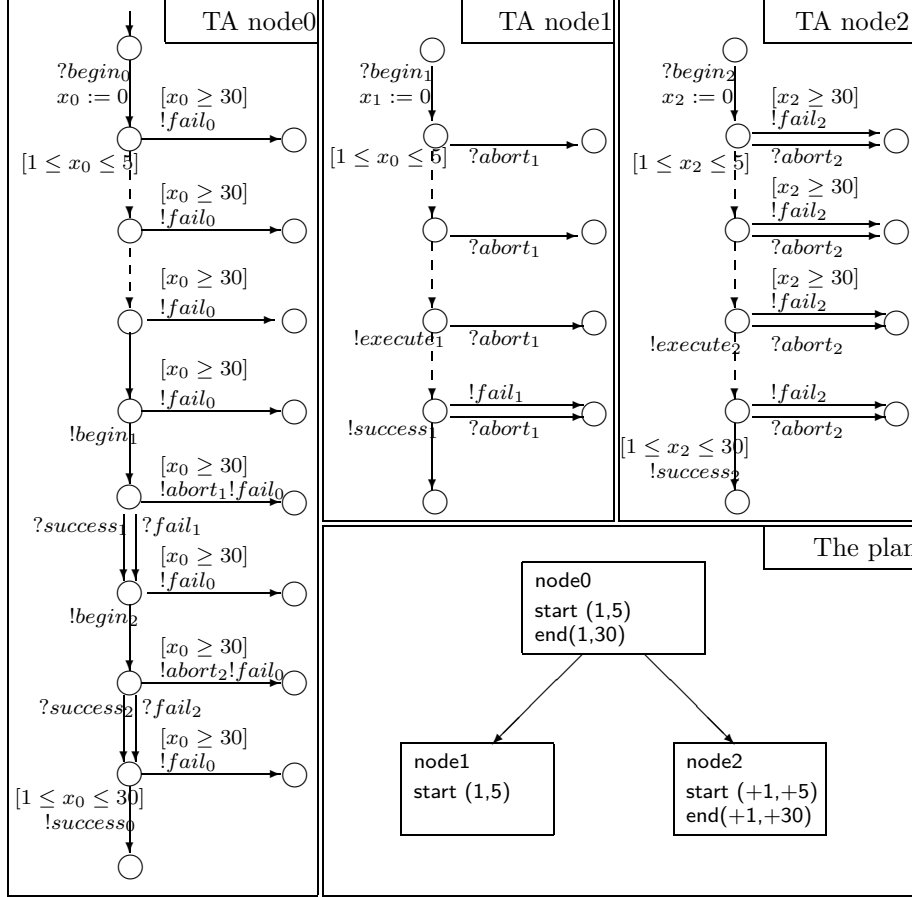 TA node0
?begin₀
x₀ := 0
[x₀ ≥ 30]
!fail₀
[1 ≤ x₀ ≤ 5]
[x₀ ≥ 30]
!fail₀
[x₀ ≥ 30]
!fail₀
[x₀ ≥ 30]
!fail₀
!begin₁
[x₀ ≥ 30]
!abort₁!fail₀
?success₁ ?fail₁
[x₀ ≥ 30]
!fail₀
!begin₂
[x₀ ≥ 30]
!abort₂!fail₀
?success₂ ?fail₂
[x₀ ≥ 30]
!fail₀
[1 ≤ x₀ ≤ 30]
!success₀
TA node1
?begin₁
x₁ := 0
[1 ≤ x₀ ≤ 5]
?abort₁
?abort₁
!execute₁
?abort₁
!fail₁
!success₁
?abort₁
TA node2
?begin₂
x₂ := 0
[x₂ ≥ 30]
!fail₂
[1 ≤ x₂ ≤ 5]
?abort₂
[x₂ ≥ 30]
!fail₂
?abort₂
[x₂ ≥ 30]
!fail₂
!execute₂
?abort₂
!fail₂
?abort₂
[1 ≤ x₂ ≤ 30]
!success₂
The plan
node0
start (1,5)
end(1,30)
node1
start (1,5)
node2
start (+1,+5)
end(+1,+30)